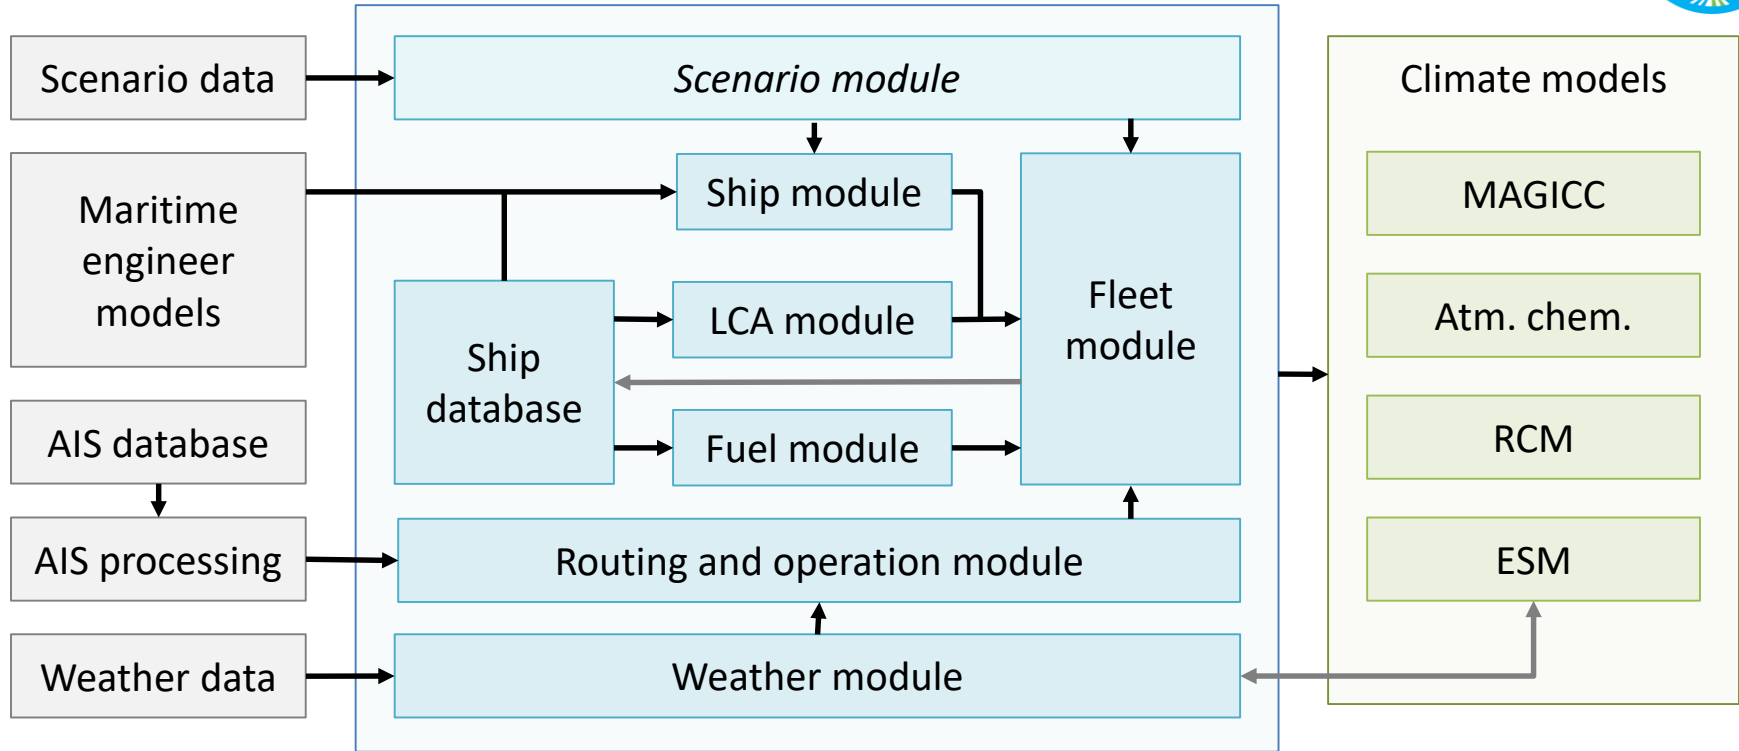 Scenario data
Scenario module
Climate models
Maritime
engineer
models
Ship module
MAGICC
Fleet
module
LCA module
Atm. chem.
Ship
database
AIS database
Fuel module
RCM
AIS processing
Routing and operation module
ESM
Weather data
Weather module